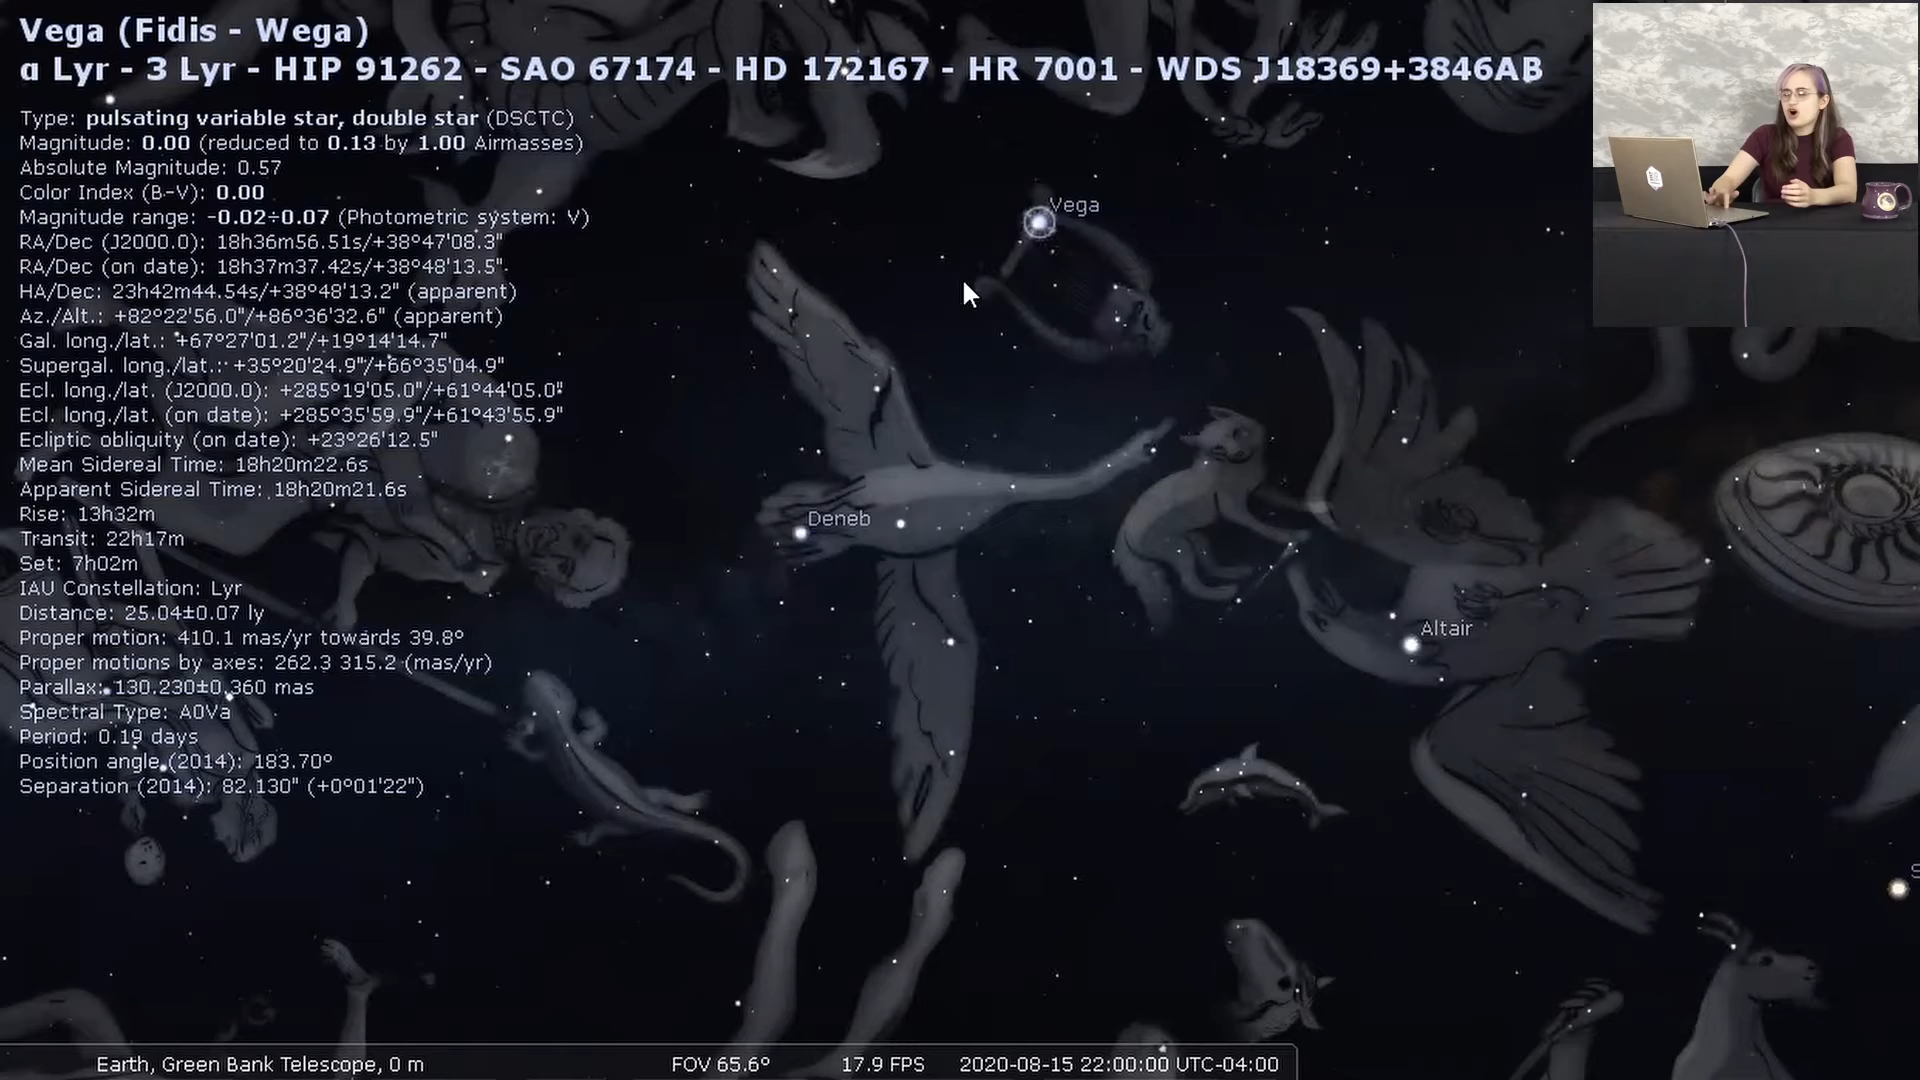 Vega (Fidis - Wega)
α Lyr - 3 Lyr - HIP 91262 - SAO 67174 - HD 172167 - HR 7001 - WDS J18369+3846AB
Type: pulsating variable star, double star (DSCTC)
Magnitude: 0.00 (reduced to 0.13 by 1.00 Airmasses)
Absolute Magnitude: 0.57
Color Index (B-V): 0.00
Magnitude range: -0.02÷0.07 (Photometric system: V)
RA/Dec (J2000.0): 18h36m56.51s/+38°47'08.3"
RA/Dec (on date): 18h37m37.42s/+38°48'13.5"
HA/Dec: 23h42m44.54s/+38°48'13.2" (apparent)
Az./Alt.: +82°22'56.0"/+86°36'32.6" (apparent)
Gal. long./lat.: +67°27'01.2"/+19°14'14.7"
Supergal. long./lat.: +35°20'24.9"/+66°35'04.9"
Ecl. long./lat. (J2000.0): +285°19'05.0"/+61°44'05.0"
Ecl. long./lat. (on date): +285°35'59.9"/+61°43'55.9"
Ecliptic obliquity (on date): +23°26'12.5"
Mean Sidereal Time: 18h20m22.6s
Apparent Sidereal Time: 18h20m21.6s
Rise: 13h32m
Transit: 22h17m
Set: 7h02m
IAU Constellation: Lyr
Distance: 25.04±0.07 ly
Proper motion: 410.1 mas/yr towards 39.8°
Proper motions by axes: 262.3 315.2 (mas/yr)
Parallax: 130.230±0.360 mas
Spectral Type: A0Va
Period: 0.19 days
Position angle (2014): 183.70°
Separation (2014): 82.130" (+0°01'22")
Vega
Deneb
Altair
Earth, Green Bank Telescope, 0 m
FOV 65.6°
17.9 FPS
2020-08-15 22:00:00 UTC-04:00